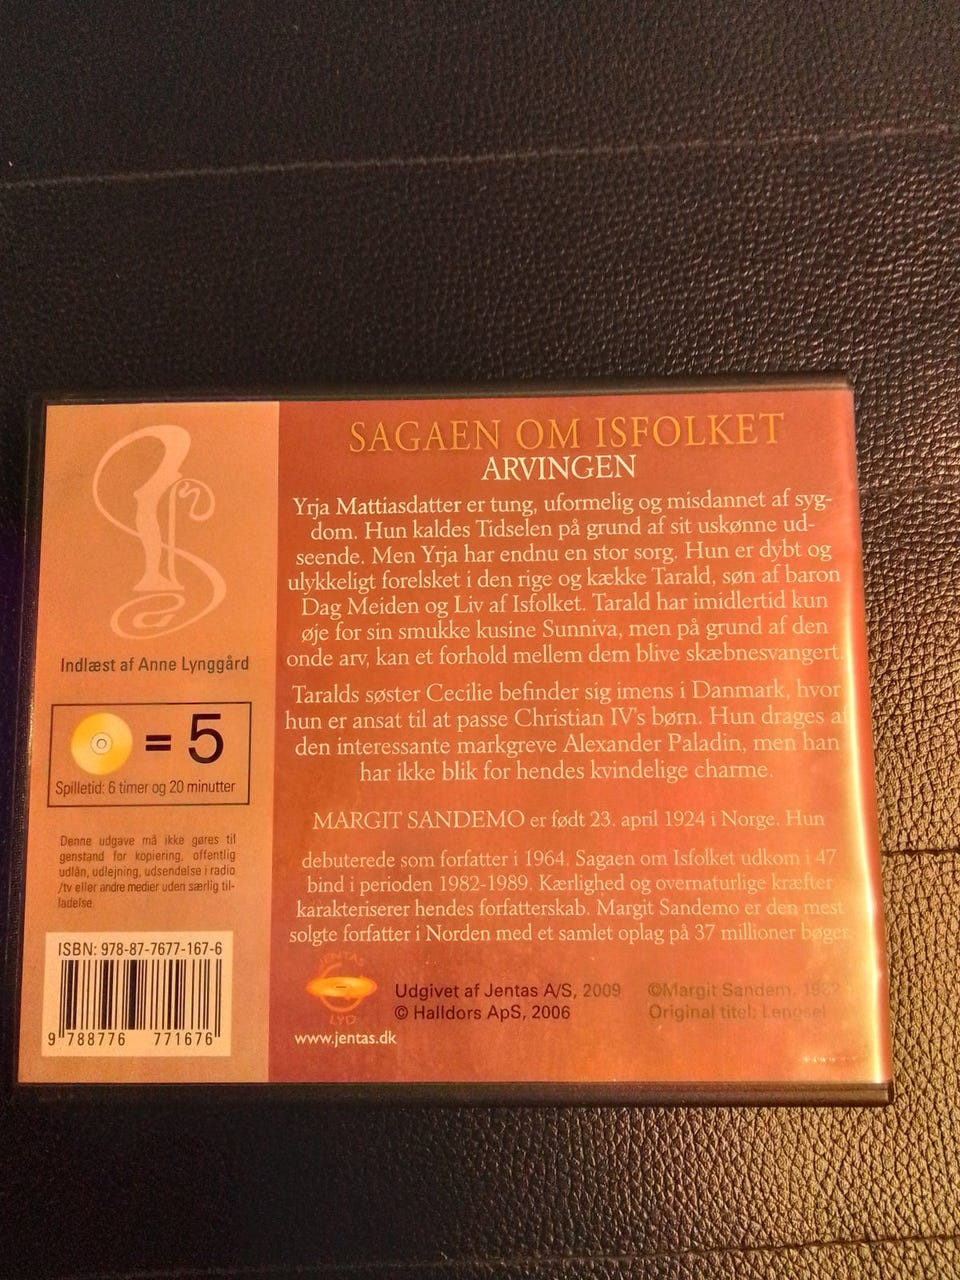 SAGAEN OM ISFOLKET
ARVINGEN
Yrja Mattiasdatter er tung, uformelig og misdannet af syg-
dom. Hun kaldes Tidselen på grund af sit uskønne ud-
seende. Men Yrja har endnu en stor sorg. Hun er dybt og
ulykkeligt forelsket i den rige og kække Tarald, søn af baron
Dag Meiden og Liv af Isfolket. Tarald har imidlertid kun
øje for sin smukke kusine Sunniva, men på grund af den
onde arv, kan et forhold mellem dem blive skæbnesvangert.
Taralds søster Cecilie befinder sig imens i Danmark, hvor
hun er ansat til at passe Christian IV's børn. Hun drages af
den interessante markgreve Alexander Paladin, men han
har ikke blik for hendes kvindelige charme.
MARGIT SANDEMO er født 23. april 1924 i Norge. Hun
debuterede som forfatter i 1964. Sagaen om Isfolket udkom i 47
bind i perioden 1982-1989. Kærlighed og overnaturlige kræfter
karakteriserer hendes forfatterskab. Margit Sandemo er den mest
solgte forfatter i Norden med et samlet oplag på 37 millioner bøger.
Indlæst af Anne Lynggård
= 5
Spilletid: 6 timer og 20 minutter
Denne udgave må ikke gøres til
genstand for kopiering, offentlig
udlån, udlejning, udsendelse i radio
/tv eller andre medier uden særlig til-
ladelse.
ISBN: 978-87-7677-167-6
9 788776 771676
JENTAS
LYD
www.jentas.dk
Udgivet af Jentas A/S, 2009
© Halldors ApS, 2006
©Margit Sandem, 1982
Original titel: Lengsel